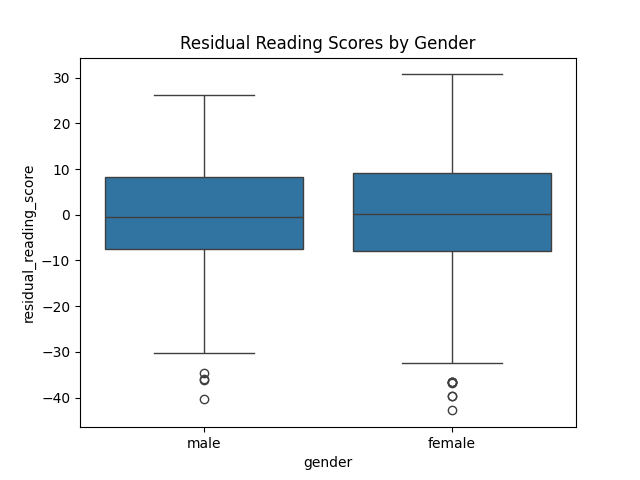 Residual Reading Scores by Gender
30
20
10
0
−10
−20
−30
−40
residual_reading_score
male
female
gender